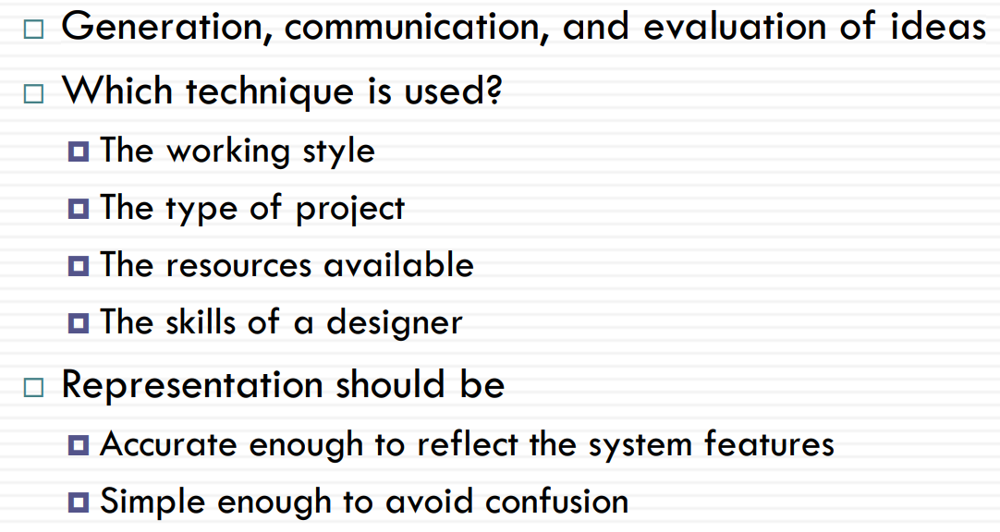 Generation, communication, and evaluation of ideas
Which technique is used?
The working style
The type of project
The resources available
The skills of a designer
Representation should be
Accurate enough to reflect the system features
Simple enough to avoid confusion